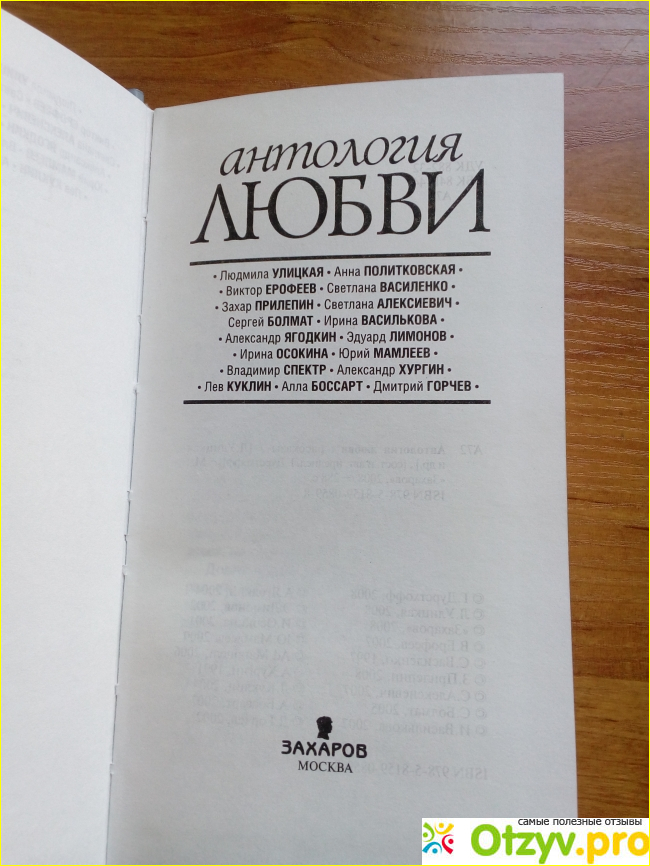 антология
ЛЮБВИ
• Людмила УЛИЦКАЯ • Анна ПОЛИТКОВСКАЯ •
• Виктор ЕРОФЕЕВ • Светлана ВАСИЛЕНКО •
• Захар ПРИЛЕПИН • Светлана АЛЕКСИЕВИЧ •
Сергей БОЛМАТ • Ирина ВАСИЛЬКОВА •
• Александр ЯГОДКИН • Эдуард ЛИМОНОВ •
• Ирина ОСОКИНА • Юрий МАМЛЕЕВ •
• Владимир СПЕКТР • Александр ХУРГИН •
• Лев КУКЛИН • Алла БОССАРТ • Дмитрий ГОРЧЕВ •
ЗАХАРОВ
МОСКВА
самые полезные отзывы
Otzyv.pro